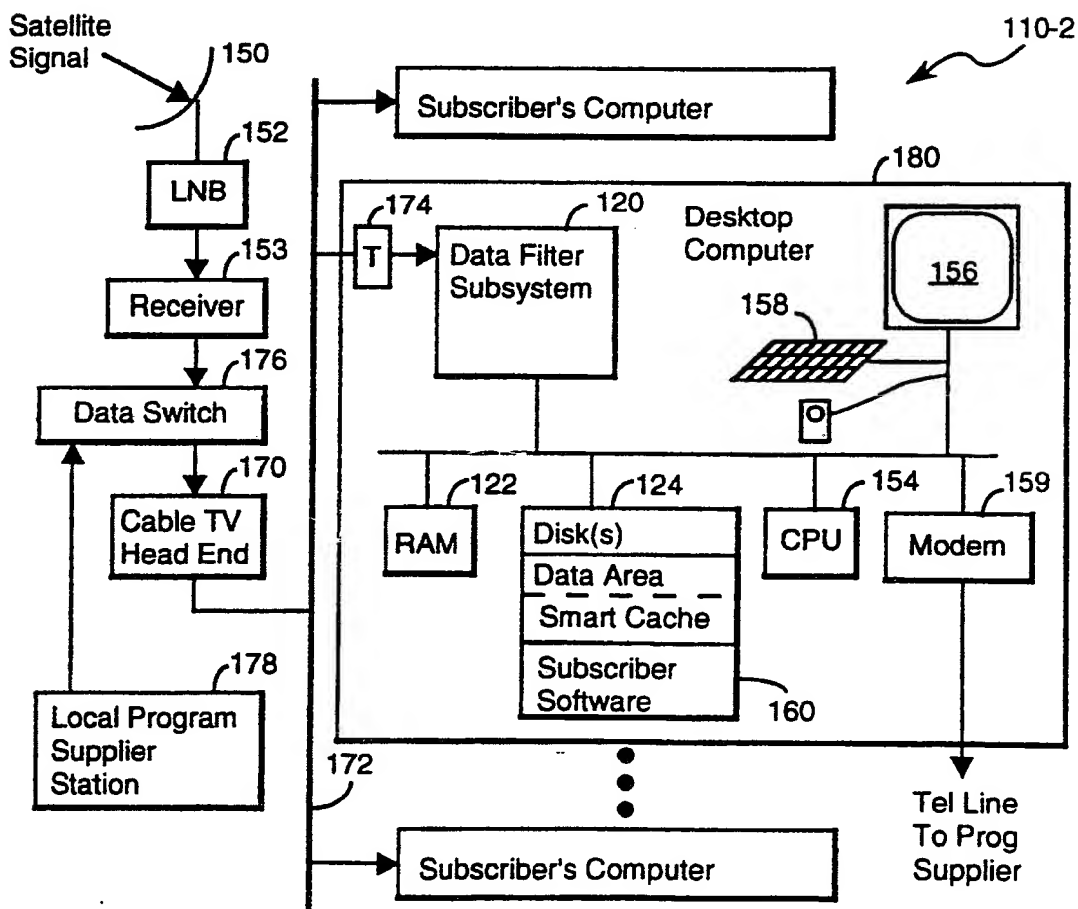 Satellite
Signal
150
110-2
Subscriber's Computer
152
LNB
180
174
120
T
Data Filter
Subsystem
Desktop
Computer
156
153
Receiver
158
176
Data Switch
170
Cable TV
Head End
122
RAM
124
Disk(s)
Data Area
Smart Cache
Subscriber
Software
160
154
CPU
159
Modem
178
Local Program
Supplier
Station
172
Tel Line
To Prog
Supplier
Subscriber's Computer